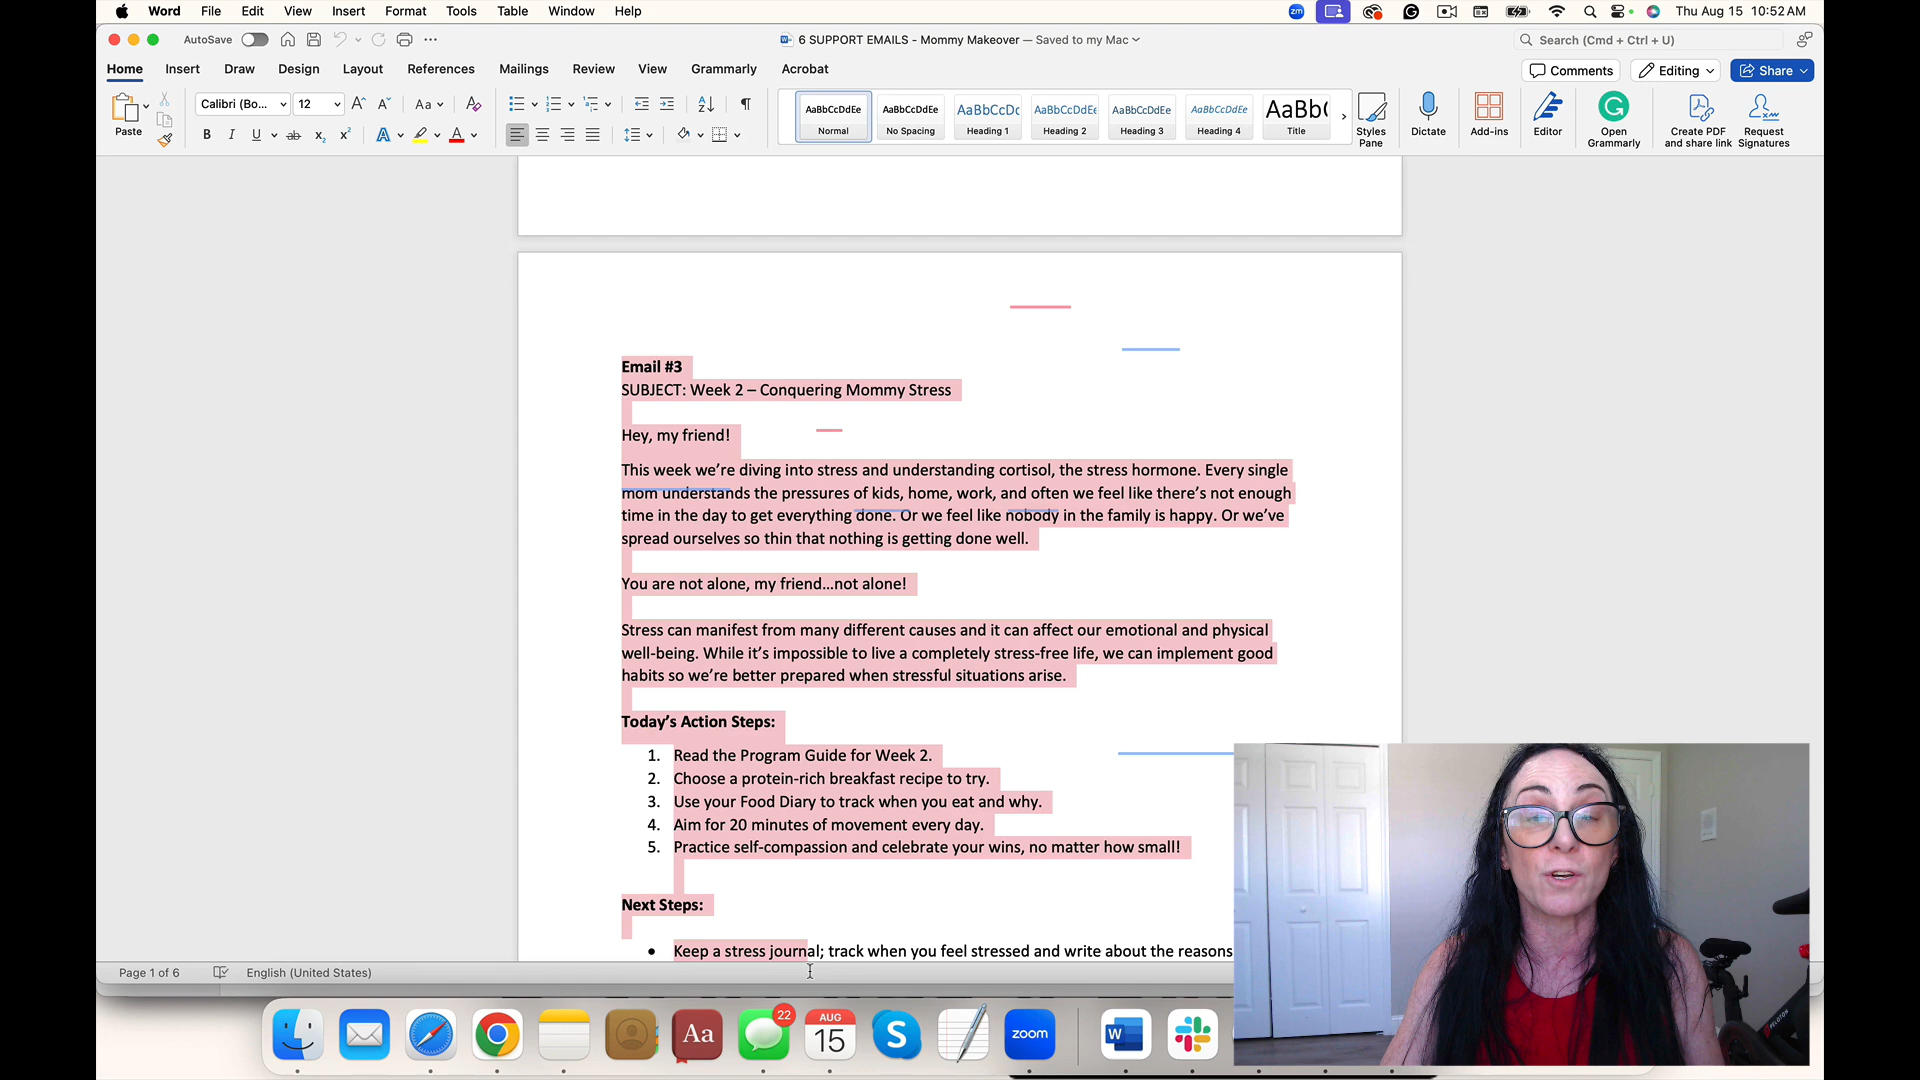 Word File Edit View Insert Format Tools Table Window Help zm Thu Aug 15 10:52 AM
AutoSave 6 SUPPORT EMAILS - Mommy Makeover — Saved to my Mac Search (Cmd + Ctrl + U)
Home Insert Draw Design Layout References Mailings Review View Grammarly Acrobat Comments Editing Share
Paste Calibri (Bo... 12 Aa
B I U ab x₂ x² A A
AaBbCcDdEe Normal
AaBbCcDdEe No Spacing
AaBbCcDc Heading 1
AaBbCcDdEe Heading 2
AaBbCcDdEe Heading 3
AaBbCcDdEe Heading 4
AaBb( Title
Styles Pane
Dictate
Add-ins
Editor
Open Grammarly
Create PDF and share link
Request Signatures
Email #3
SUBJECT: Week 2 – Conquering Mommy Stress
Hey, my friend!
This week we’re diving into stress and understanding cortisol, the stress hormone. Every single
mom understands the pressures of kids, home, work, and often we feel like there’s not enough
time in the day to get everything done. Or we feel like nobody in the family is happy. Or we’ve
spread ourselves so thin that nothing is getting done well.
You are not alone, my friend…not alone!
Stress can manifest from many different causes and it can affect our emotional and physical
well-being. While it’s impossible to live a completely stress-free life, we can implement good
habits so we’re better prepared when stressful situations arise.
Today’s Action Steps:
1. Read the Program Guide for Week 2.
2. Choose a protein-rich breakfast recipe to try.
3. Use your Food Diary to track when you eat and why.
4. Aim for 20 minutes of movement every day.
5. Practice self-compassion and celebrate your wins, no matter how small!
Next Steps:
• Keep a stress journal; track when you feel stressed and write about the reasons
Page 1 of 6 English (United States)
Aa 22 AUG 15 S zoom W
PELOTON